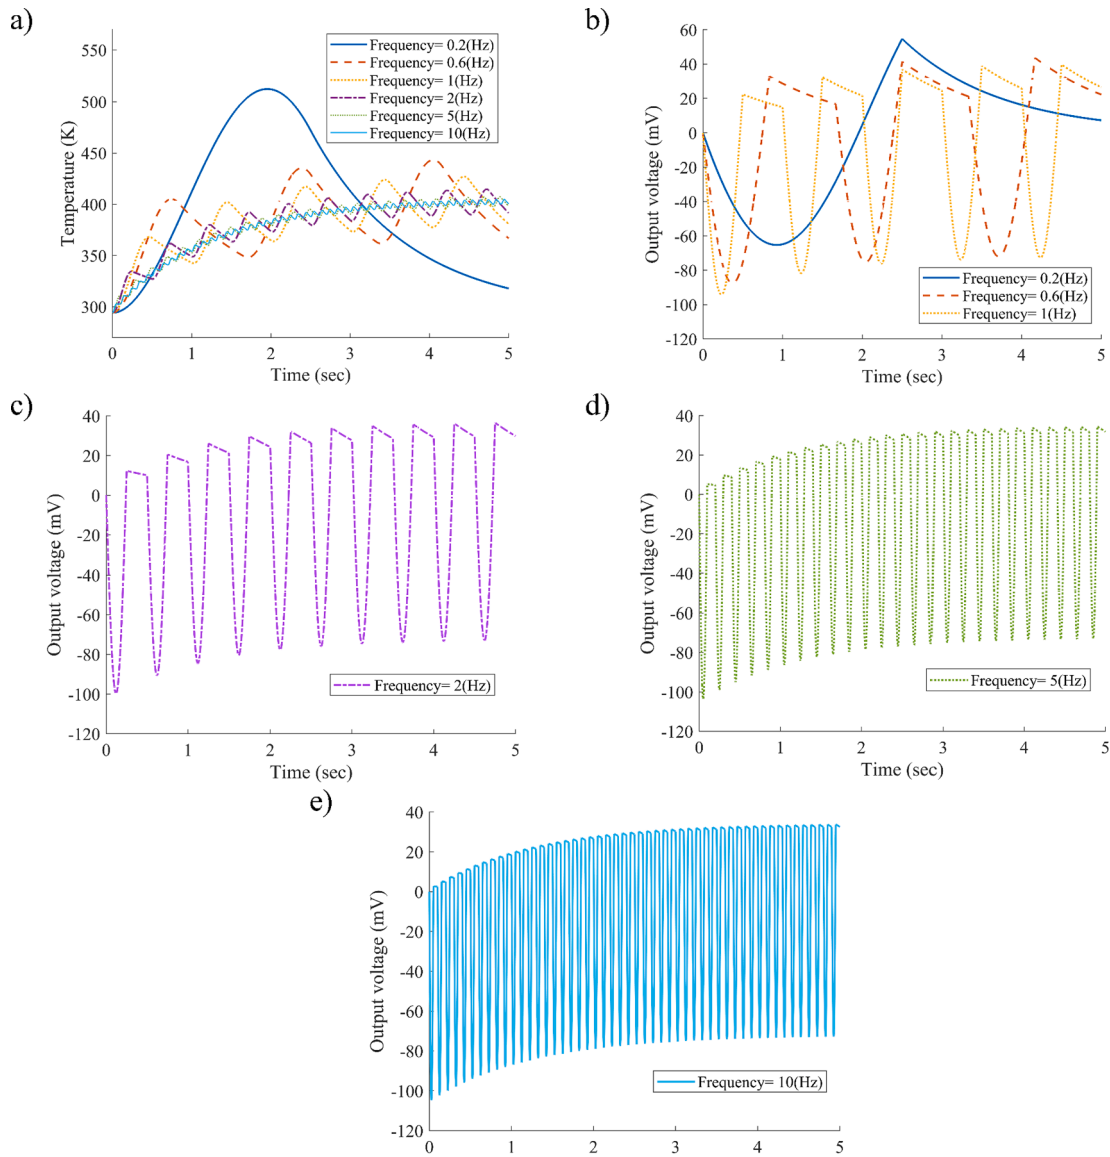 a)
550
500
450
400
350
300
Temperature (K)
0
1
2
3
4
5
Time (sec)
Frequency= 0.2(Hz)
Frequency= 0.6(Hz)
Frequency= 1(Hz)
Frequency= 2(Hz)
Frequency= 5(Hz)
Frequency= 10(Hz)
b)
60
40
20
0
-20
-40
-60
-80
-100
-120
Output voltage (mV)
0
1
2
3
4
5
Time (sec)
Frequency= 0.2(Hz)
Frequency= 0.6(Hz)
Frequency= 1(Hz)
c)
40
20
0
-20
-40
-60
-80
-100
-120
Output voltage (mV)
0
1
2
3
4
5
Time (sec)
Frequency= 2(Hz)
d)
40
20
0
-20
-40
-60
-80
-100
-120
Output voltage (mV)
0
1
2
3
4
5
Time (sec)
Frequency= 5(Hz)
e)
40
20
0
-20
-40
-60
-80
-100
-120
Output voltage (mV)
0
1
2
3
4
5
Frequency= 10(Hz)